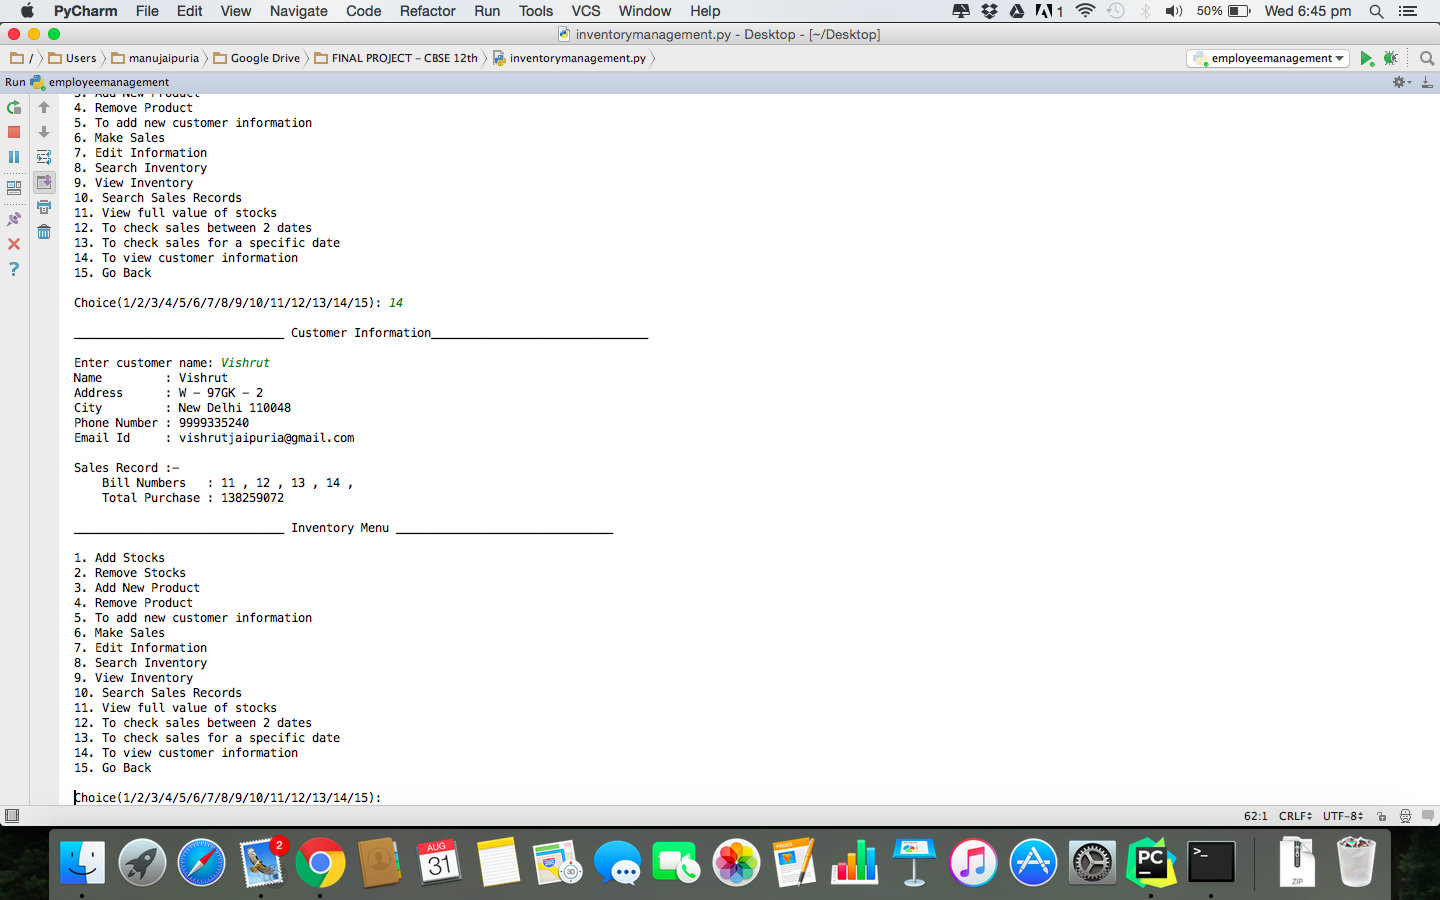 PyCharm File Edit View Navigate Code Refactor Run Tools VCS Window Help 1 50% Wed 6:45 pm
inventorymanagement.py - Desktop - [~/Desktop]
/ Users manujaipuria Google Drive FINAL PROJECT – CBSE 12th inventorymanagement.py employeemanagement
Run employeemanagement
3. Add New Product
4. Remove Product
5. To add new customer information
6. Make Sales
7. Edit Information
8. Search Inventory
9. View Inventory
10. Search Sales Records
11. View full value of stocks
12. To check sales between 2 dates
13. To check sales for a specific date
14. To view customer information
15. Go Back
Choice(1/2/3/4/5/6/7/8/9/10/11/12/13/14/15): 14
______________________________ Customer Information_______________________________
Enter customer name: Vishrut
Name : Vishrut
Address : W – 97GK – 2
City : New Delhi 110048
Phone Number : 9999335240
Email Id : vishrutjaipuria@gmail.com
Sales Record :–
Bill Numbers : 11 , 12 , 13 , 14 ,
Total Purchase : 138259072
______________________________ Inventory Menu _______________________________
1. Add Stocks
2. Remove Stocks
3. Add New Product
4. Remove Product
5. To add new customer information
6. Make Sales
7. Edit Information
8. Search Inventory
9. View Inventory
10. Search Sales Records
11. View full value of stocks
12. To check sales between 2 dates
13. To check sales for a specific date
14. To view customer information
15. Go Back
Choice(1/2/3/4/5/6/7/8/9/10/11/12/13/14/15):
62:1 CRLF UTF-8
2
AUG
31
3D
PAGES
PC
>_
ZIP